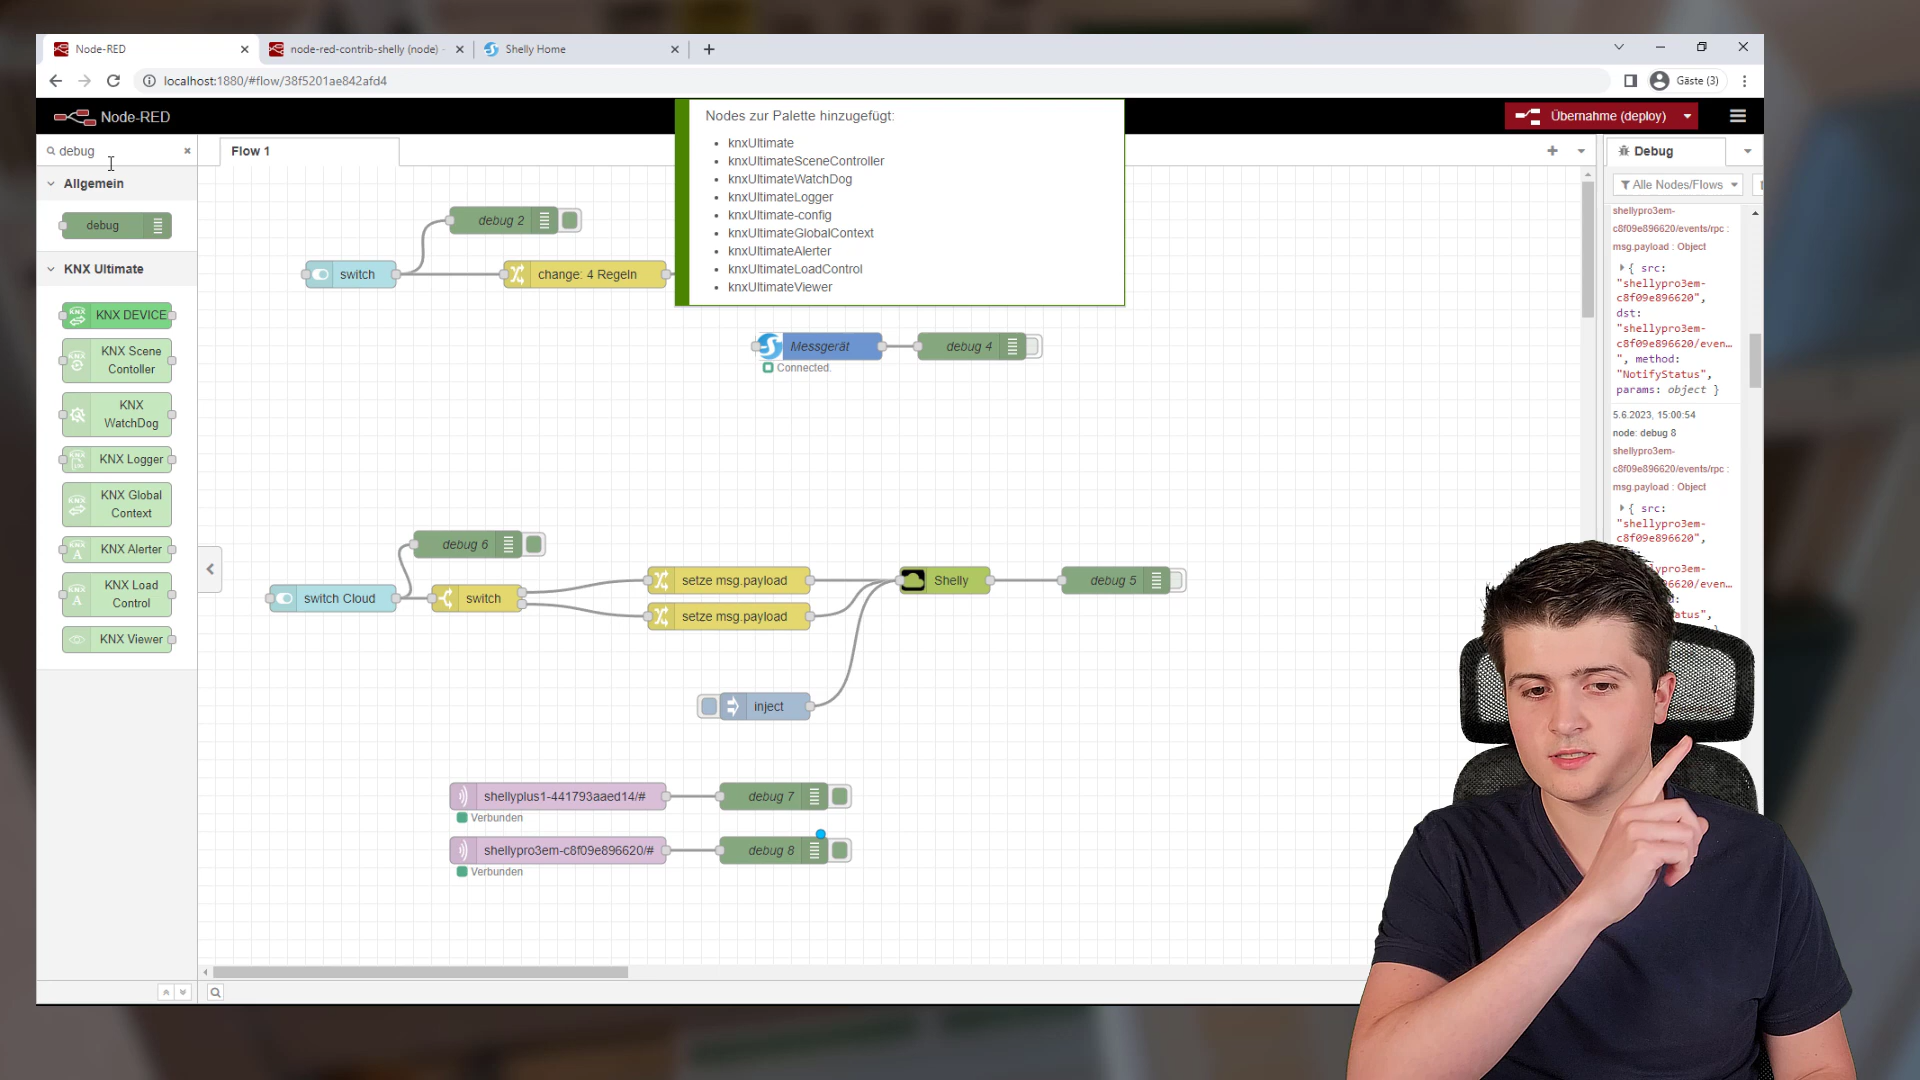 Node-RED
node-red-contrib-shelly (node) -
Shelly Home
localhost:1880/#flow/38f5201ae842afd4
Gäste (3)
Node-RED
Übernahme (deploy)
debug
Flow 1
Debug
Allgemein
debug
KNX Ultimate
KNX DEVICE
KNX Scene
Contoller
KNX
WatchDog
KNX Logger
KNX Global
Context
KNX Alerter
KNX Load
Control
KNX Viewer
Nodes zur Palette hinzugefügt:
knxUltimate
knxUltimateSceneController
knxUltimateWatchDog
knxUltimateLogger
knxUltimate-config
knxUltimateGlobalContext
knxUltimateAlerter
knxUltimateLoadControl
knxUltimateViewer
debug 2
switch
change: 4 Regeln
Messgerät
Connected.
debug 4
debug 6
switch Cloud
switch
setze msg.payload
setze msg.payload
Shelly
debug 5
inject
shellyplus1-441793aaed14/#
Verbunden
debug 7
shellypro3em-c8f09e896620/#
Verbunden
debug 8
Alle Nodes/Flows
shellypro3em-
c8f09e896620/events/rpc :
msg.payload : Object
{ src:
"shellypro3em-
c8f09e896620",
dst:
"shellypro3em-
c8f09e896620/even…
", method:
"NotifyStatus",
params: object }
5.6.2023, 15:00:54
node: debug 8
shellypro3em-
c8f09e896620/events/rpc :
msg.payload : Object
{ src:
"shellypro3em-
c8f09e896620",